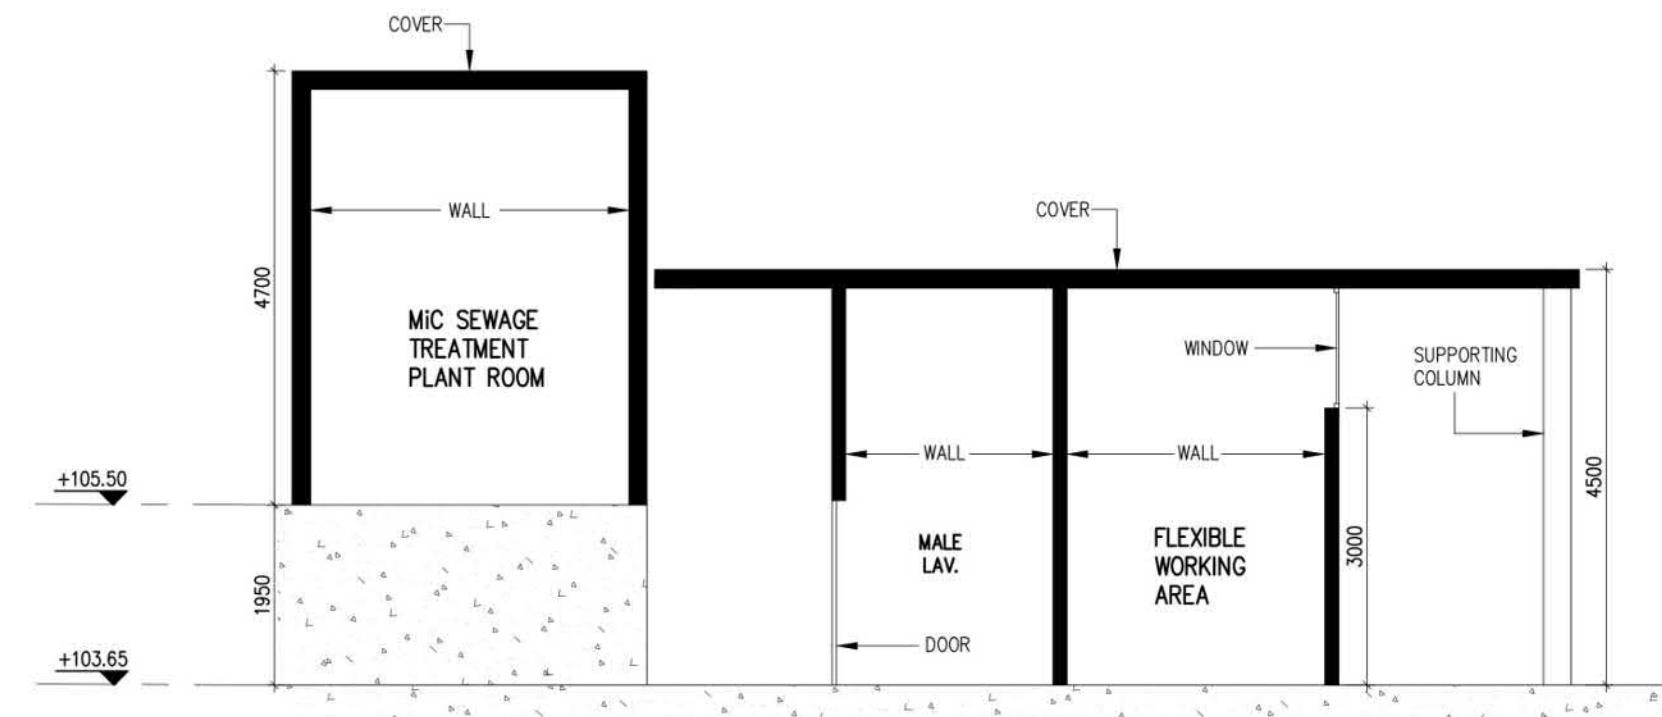 COVER
WALL
4700
MiC SEWAGE
TREATMENT
PLANT ROOM
+105.50
1950
+103.65
COVER
WINDOW
SUPPORTING
COLUMN
WALL
WALL
4500
MALE
LAV.
FLEXIBLE
WORKING
AREA
3000
DOOR